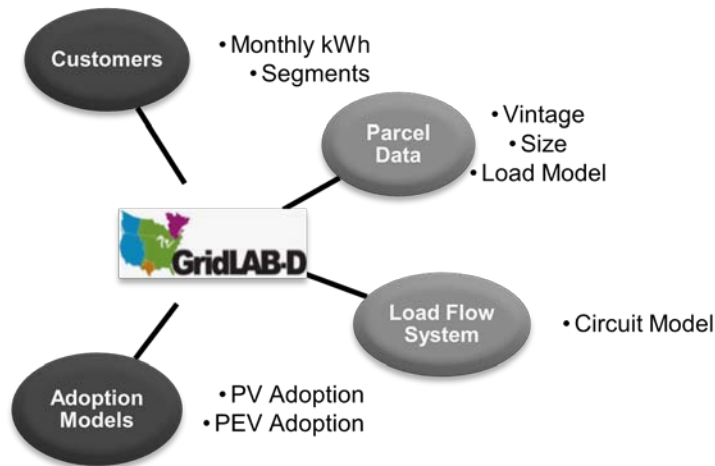 Customers
• Monthly kWh
• Segments
Parcel
Data
• Vintage
• Size
• Load Model
GridLAB-D
Load Flow
System
• Circuit Model
Adoption
Models
• PV Adoption
• PEV Adoption